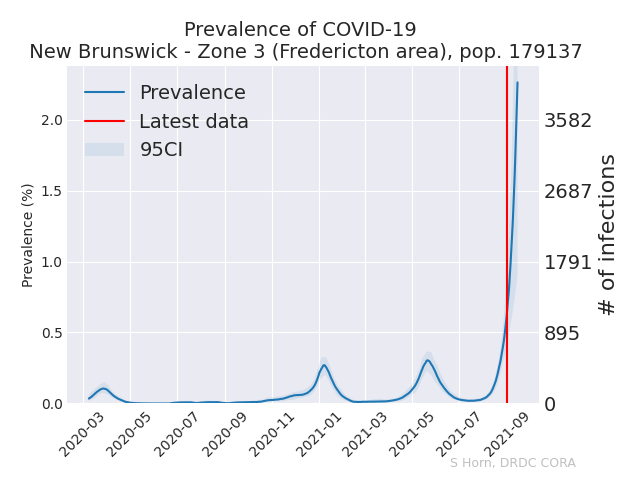 Prevalence of COVID-19
New Brunswick - Zone 3 (Fredericton area), pop. 179137
Prevalence
Latest data
95CI
Prevalence (%)
2.0
1.5
1.0
0.5
0.0
3582
2687
1791
895
0
# of infections
2020-03
2020-05
2020-07
2020-09
2020-11
2021-01
2021-03
2021-05
2021-07
2021-09
S Horn, DRDC CORA